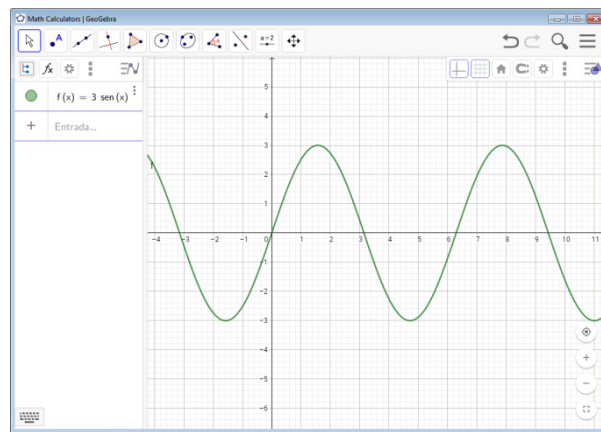 Math Calculators | GeoGebra
A
a=2
fx
f(x) = 3 sen(x)
+ Entrada...
f
5
4
3
2
1
−4 −3 −2 −1 0 1 2 3 4 5 6 7 8 9 10 11
−1
−2
−3
−4
−5
−6